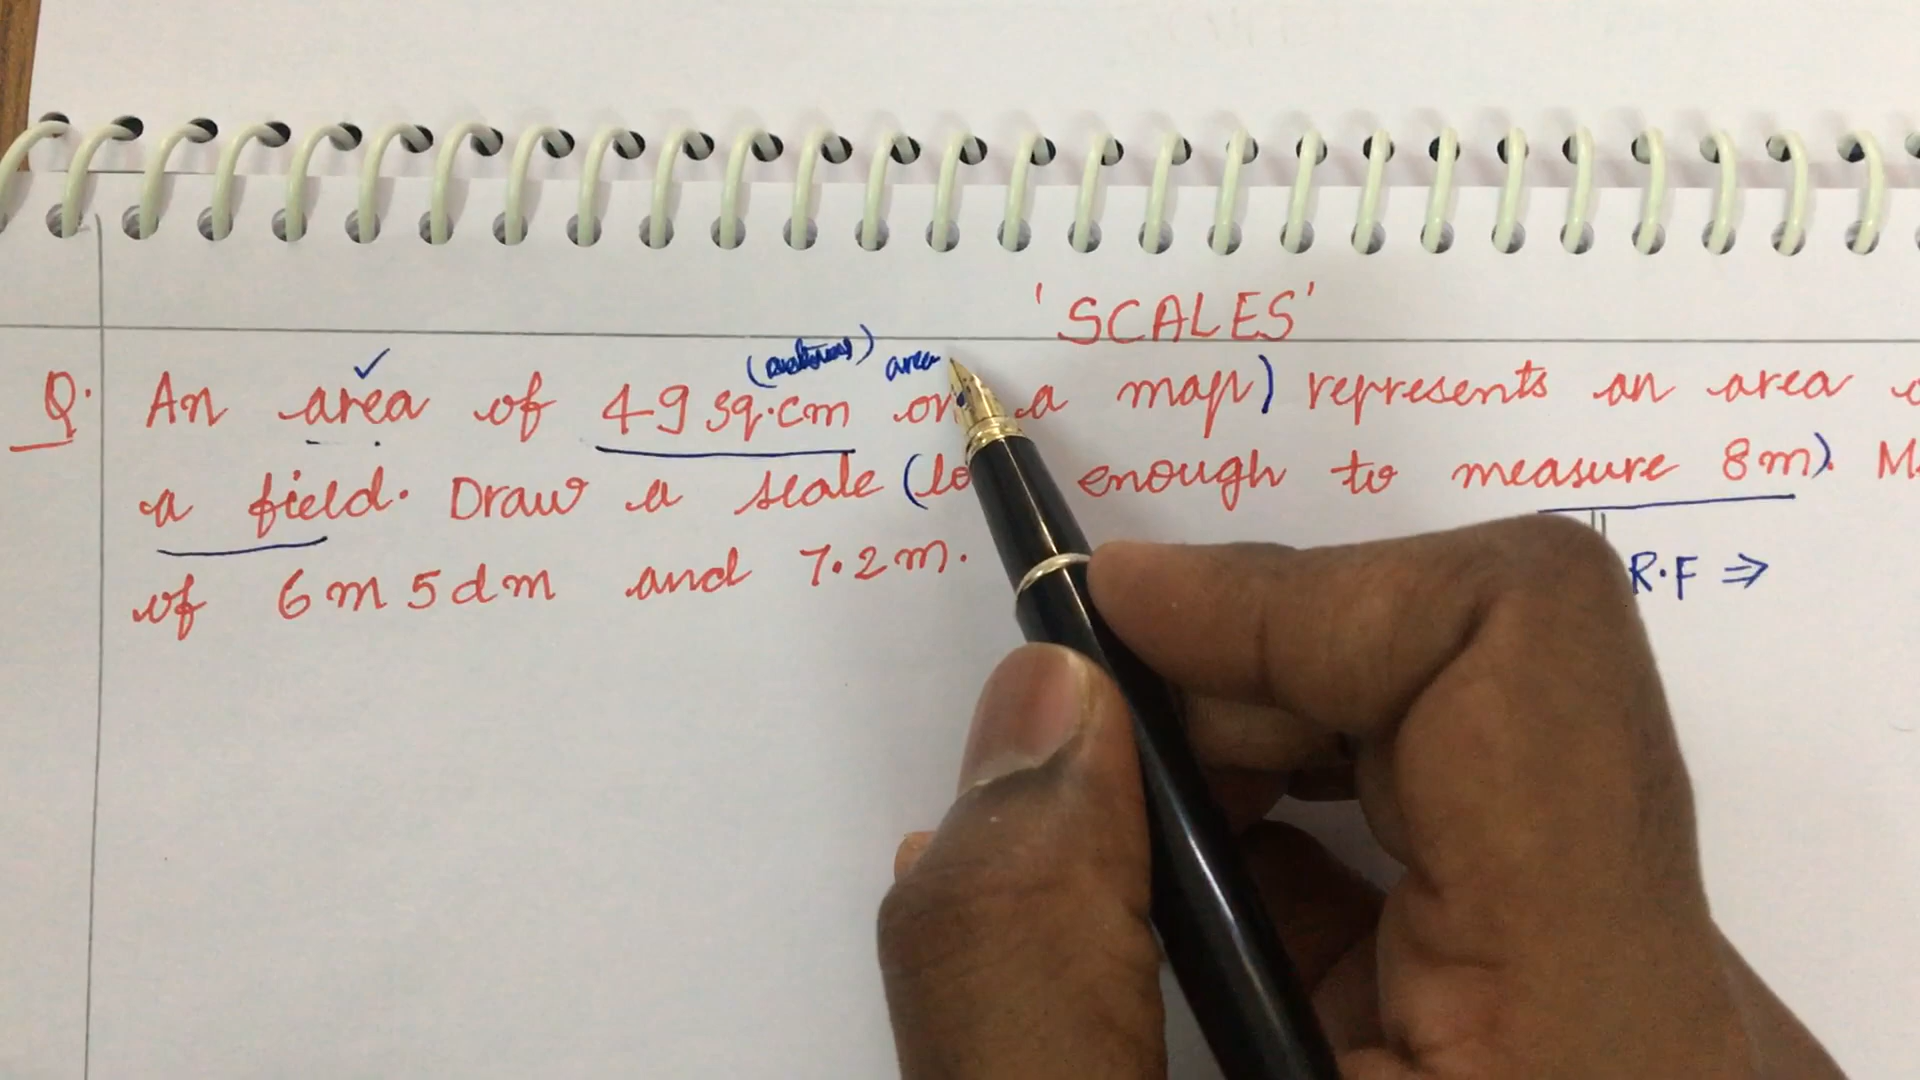 'SCALES'
area
Q. An area of 49 sq.cm on a map) represents an area
a field. Draw a scale ( enough to measure 8m).
of 6m 5dm and 7.2m.
R.F ⇒